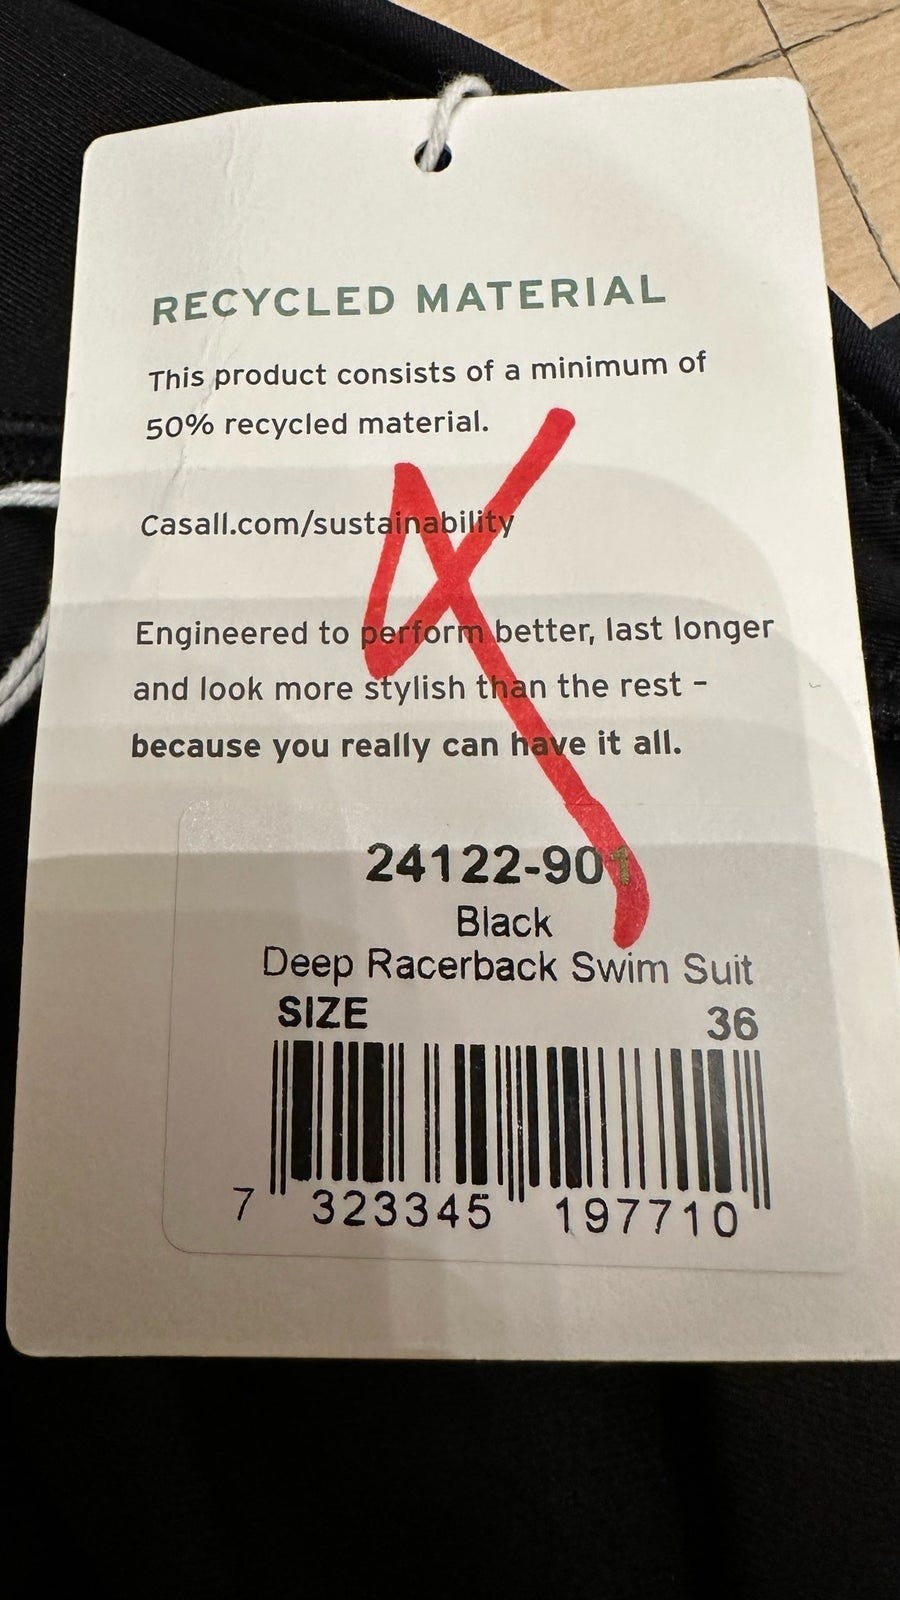 RECYCLED MATERIAL
This product consists of a minimum of
50% recycled material.
Casall.com/sustainability
Engineered to perform better, last longer
and look more stylish than the rest –
because you really can have it all.
24122-901
Black
Deep Racerback Swim Suit
SIZE 36
7 323345 197710